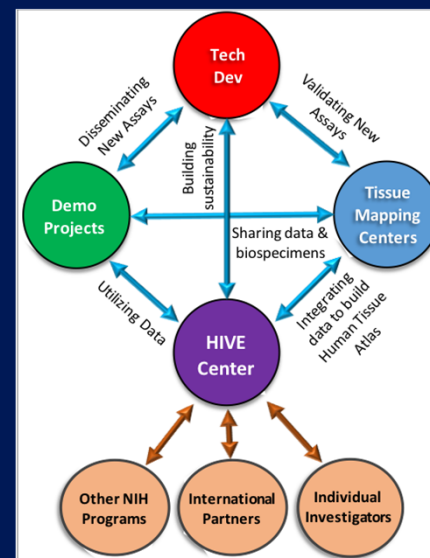 Tech
Dev
Disseminating
New Assays
Building
sustainability
Validating New
Assays
Demo
Projects
Tissue
Mapping
Centers
Sharing data &
biospecimens
Utilizing Data
Integrating
data to build
Human Tissue
Atlas
HIVE
Center
Other NIH
Programs
International
Partners
Individual
Investigators